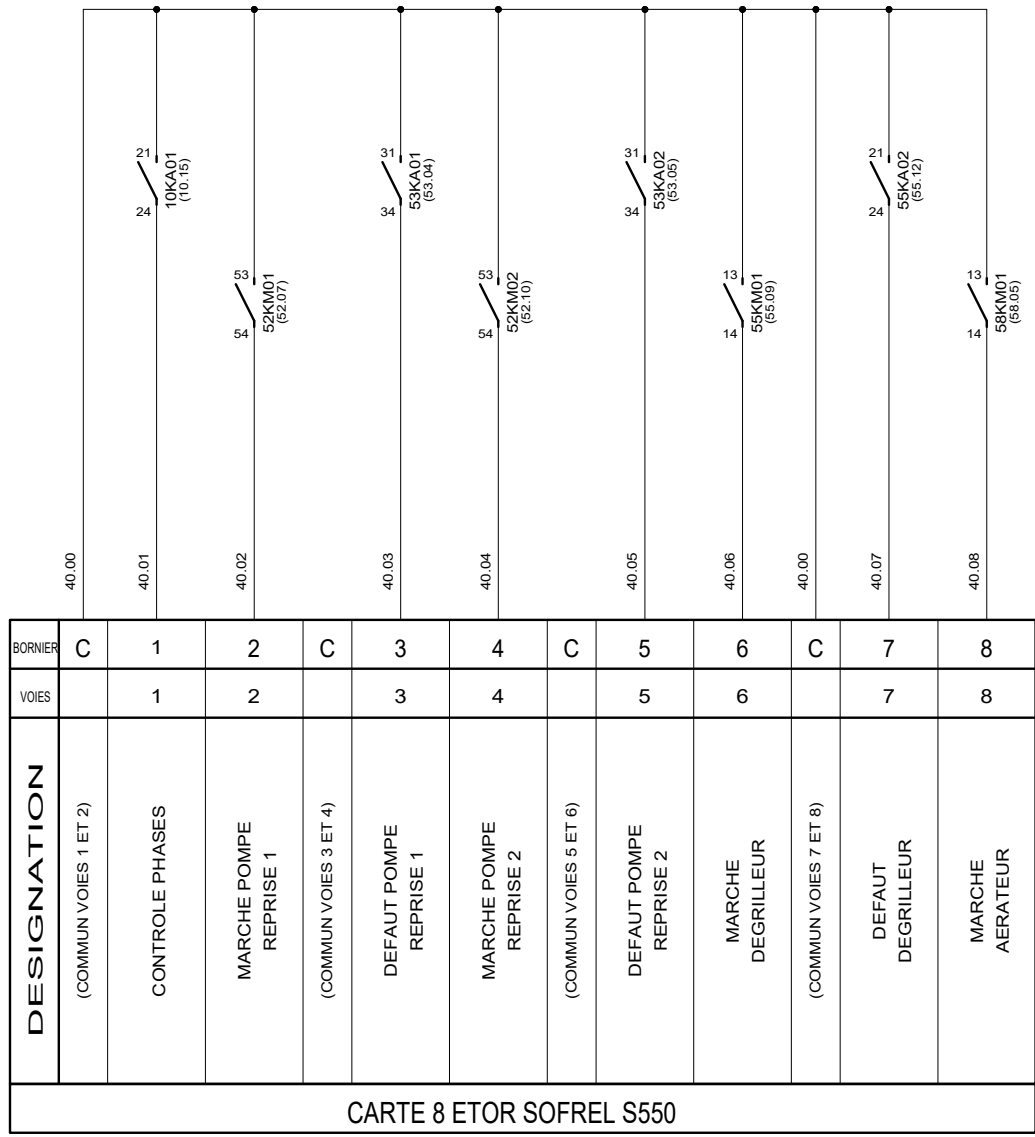 21
10KA01
(10.15)
24
31
53KA01
(53.04)
34
31
53KA02
(53.05)
34
21
55KA02
(55.12)
24
53
52KM01
(52.07)
54
53
52KM02
(52.10)
54
13
55KM01
(55.09)
14
13
58KM01
(58.05)
14
40.00
40.01
40.02
40.03
40.04
40.05
40.06
40.00
40.07
40.08
BORNIER C 1 2 C 3 4 C 5 6 C 7 8
VOIES 1 2 3 4 5 6 7 8
DESIGNATION
(COMMUN VOIES 1 ET 2)
CONTROLE PHASES
MARCHE POMPE
REPRISE 1
(COMMUN VOIES 3 ET 4)
DEFAUT POMPE
REPRISE 1
MARCHE POMPE
REPRISE 2
(COMMUN VOIES 5 ET 6)
DEFAUT POMPE
REPRISE 2
MARCHE
DEGRILLEUR
(COMMUN VOIES 7 ET 8)
DEFAUT
DEGRILLEUR
MARCHE
AERATEUR
CARTE 8 ETOR SOFREL S550